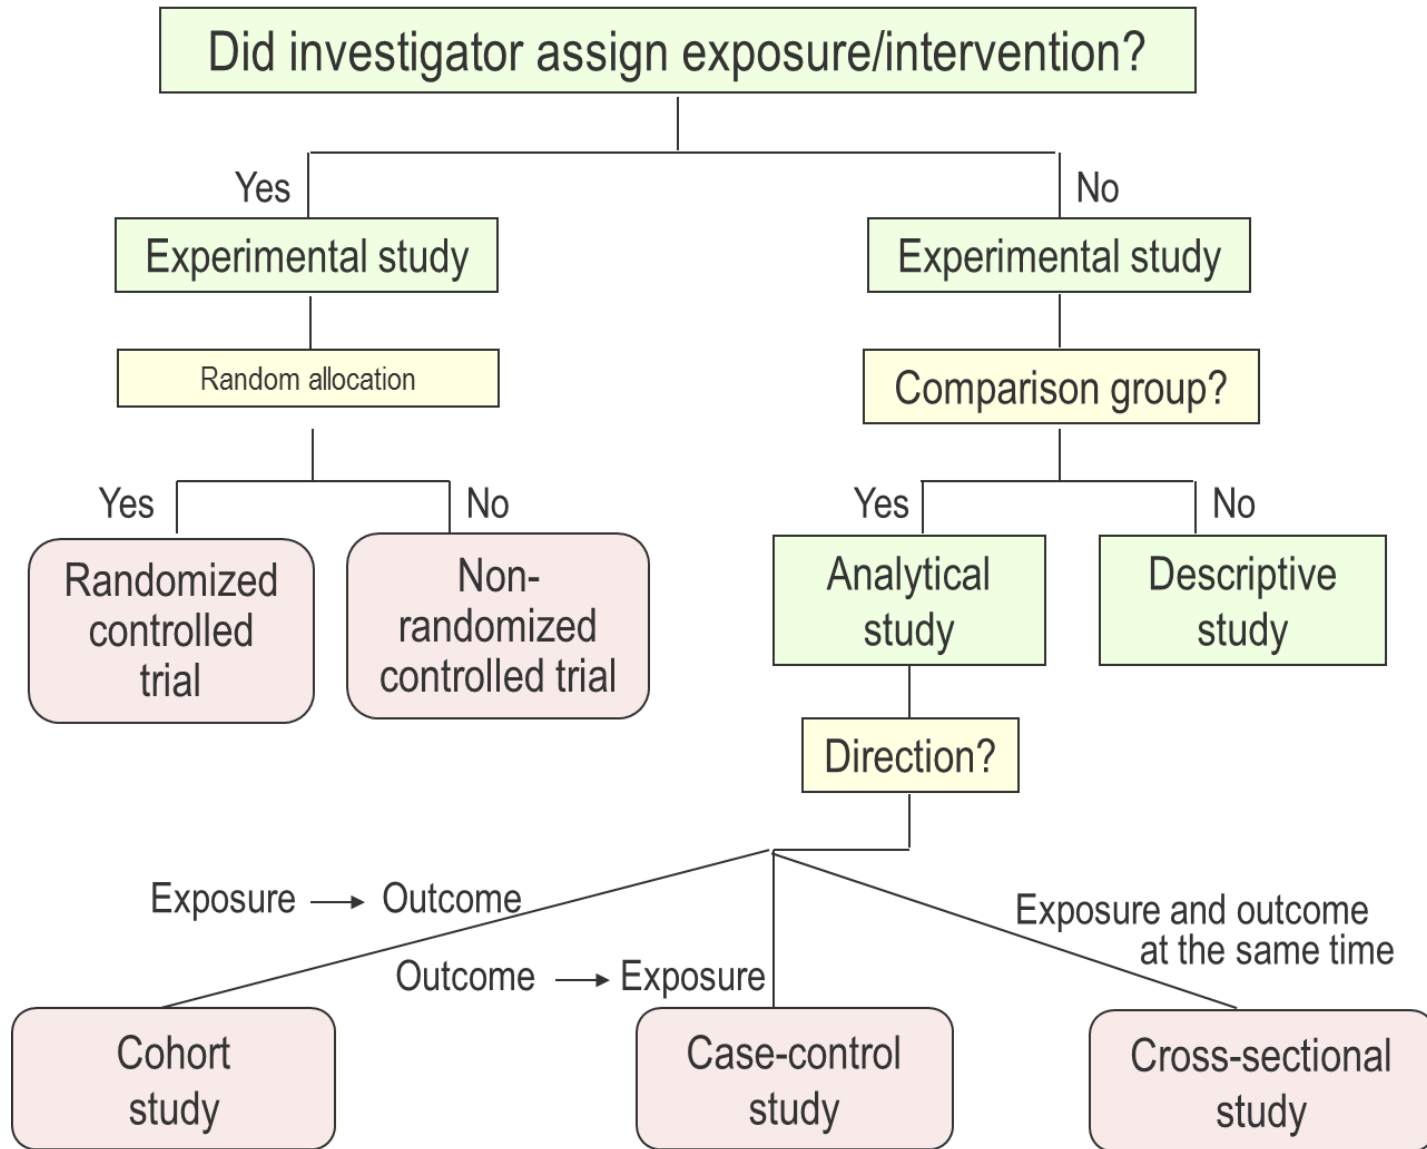 Did investigator assign exposure/intervention?
Yes
No
Experimental study
Experimental study
Random allocation
Comparison group?
Yes
No
Yes
No
Randomized
controlled
trial
Non-
randomized
controlled trial
Analytical
study
Descriptive
study
Direction?
Exposure → Outcome
Outcome → Exposure
Exposure and outcome
at the same time
Cohort
study
Case-control
study
Cross-sectional
study